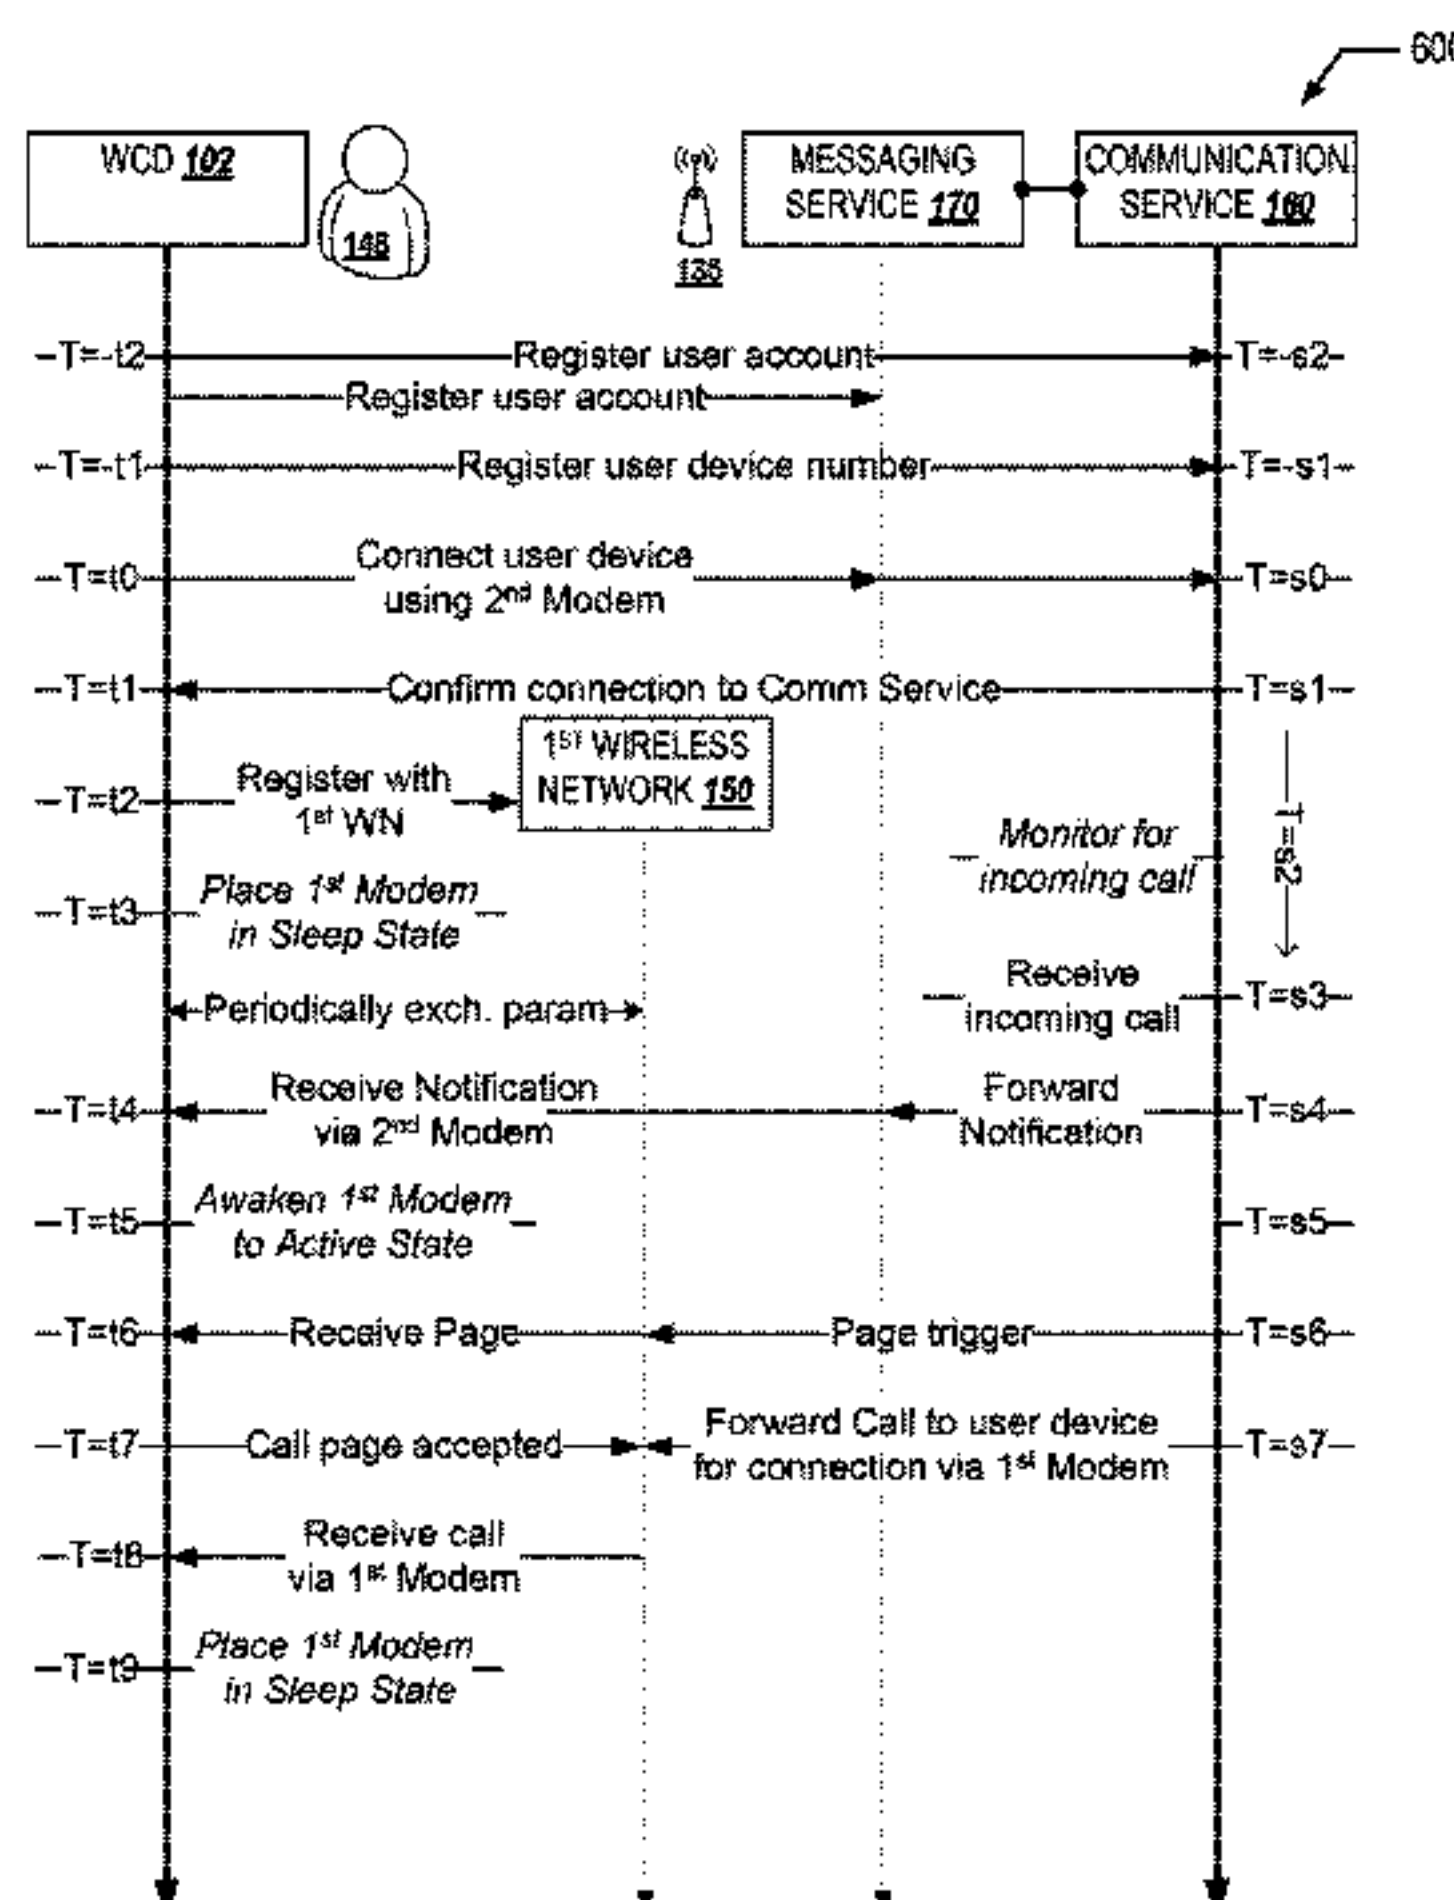 600
WCD 102
148
135
MESSAGING
SERVICE 170
COMMUNICATION
SERVICE 160
T=-t2
Register user account
T=-s2
Register user account
T=-t1
Register user device number
T=-s1
T=t0
Connect user device
using 2nd Modem
T=s0
T=t1
Confirm connection to Comm Service
T=s1
1ST WIRELESS
NETWORK 150
T=t2
Register with
1st WN
Monitor for
incoming call
T=s2
T=t3
Place 1st Modem
in Sleep State
Receive
incoming call
T=s3
Periodically exch. param
T=t4
Receive Notification
via 2nd Modem
Forward
Notification
T=s4
T=t5
Awaken 1st Modem
to Active State
T=s5
T=t6
Receive Page
Page trigger
T=s6
T=t7
Call page accepted
Forward Call to user device
for connection via 1st Modem
T=s7
T=t8
Receive call
via 1st Modem
T=t9
Place 1st Modem
in Sleep State